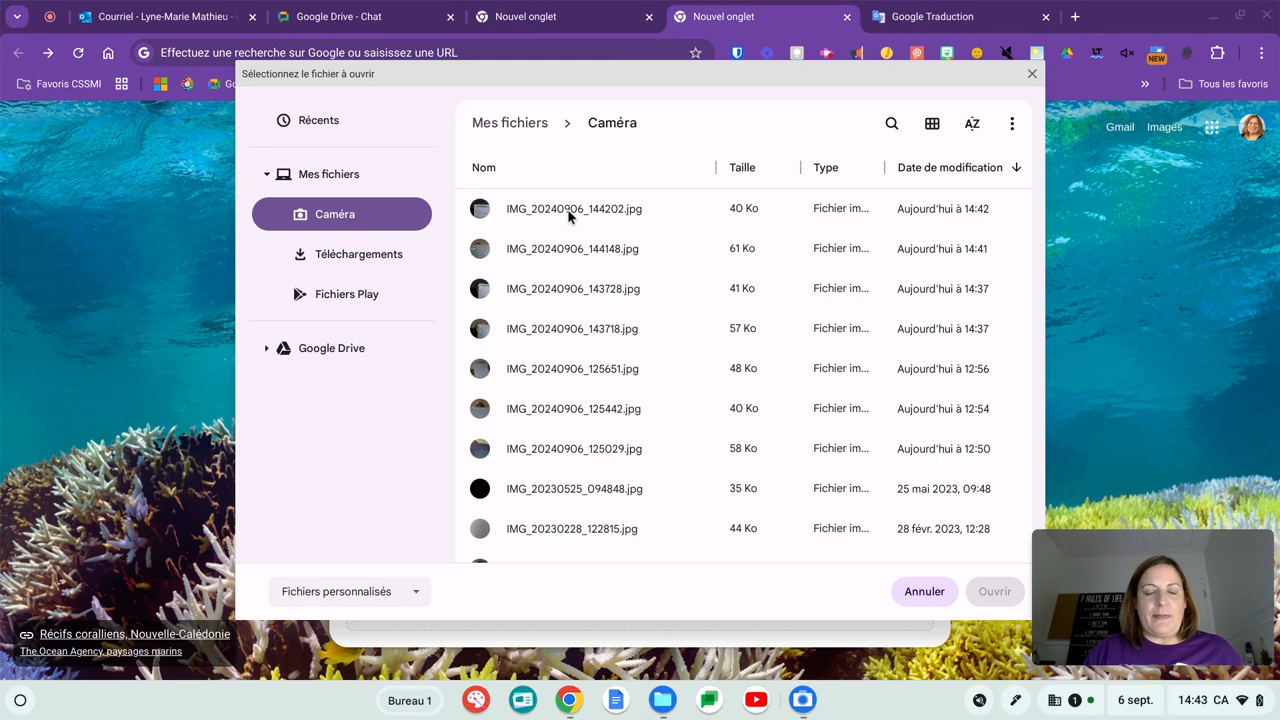 Courriel - Lyne-Marie Mathieu
Google Drive - Chat
Nouvel onglet
Nouvel onglet
Google Traduction
Effectuez une recherche sur Google ou saisissez une URL
NEW
Favoris CSSMI
Tous les favoris
Sélectionnez le fichier à ouvrir
Gmail
Images
Récents
Mes fichiers
Caméra
Téléchargements
Fichiers Play
Google Drive
Mes fichiers > Caméra
Nom Taille Type Date de modification
IMG_20240906_144202.jpg 40 Ko Fichier im... Aujourd'hui à 14:42
IMG_20240906_144148.jpg 61 Ko Fichier im... Aujourd'hui à 14:41
IMG_20240906_143728.jpg 41 Ko Fichier im... Aujourd'hui à 14:37
IMG_20240906_143718.jpg 57 Ko Fichier im... Aujourd'hui à 14:37
IMG_20240906_125651.jpg 48 Ko Fichier im... Aujourd'hui à 12:56
IMG_20240906_125442.jpg 40 Ko Fichier im... Aujourd'hui à 12:54
IMG_20240906_125029.jpg 58 Ko Fichier im... Aujourd'hui à 12:50
IMG_20230525_094848.jpg 35 Ko Fichier im... 25 mai 2023, 09:48
IMG_20230228_122815.jpg 44 Ko Fichier im... 28 févr. 2023, 12:28
Fichiers personnalisés
Annuler
Ouvrir
7 RULES OF LIFE
Récifs coralliens, Nouvelle-Calédonie
The Ocean Agency, paysages marins
Bureau 1
1
6 sept.
14:43 CA